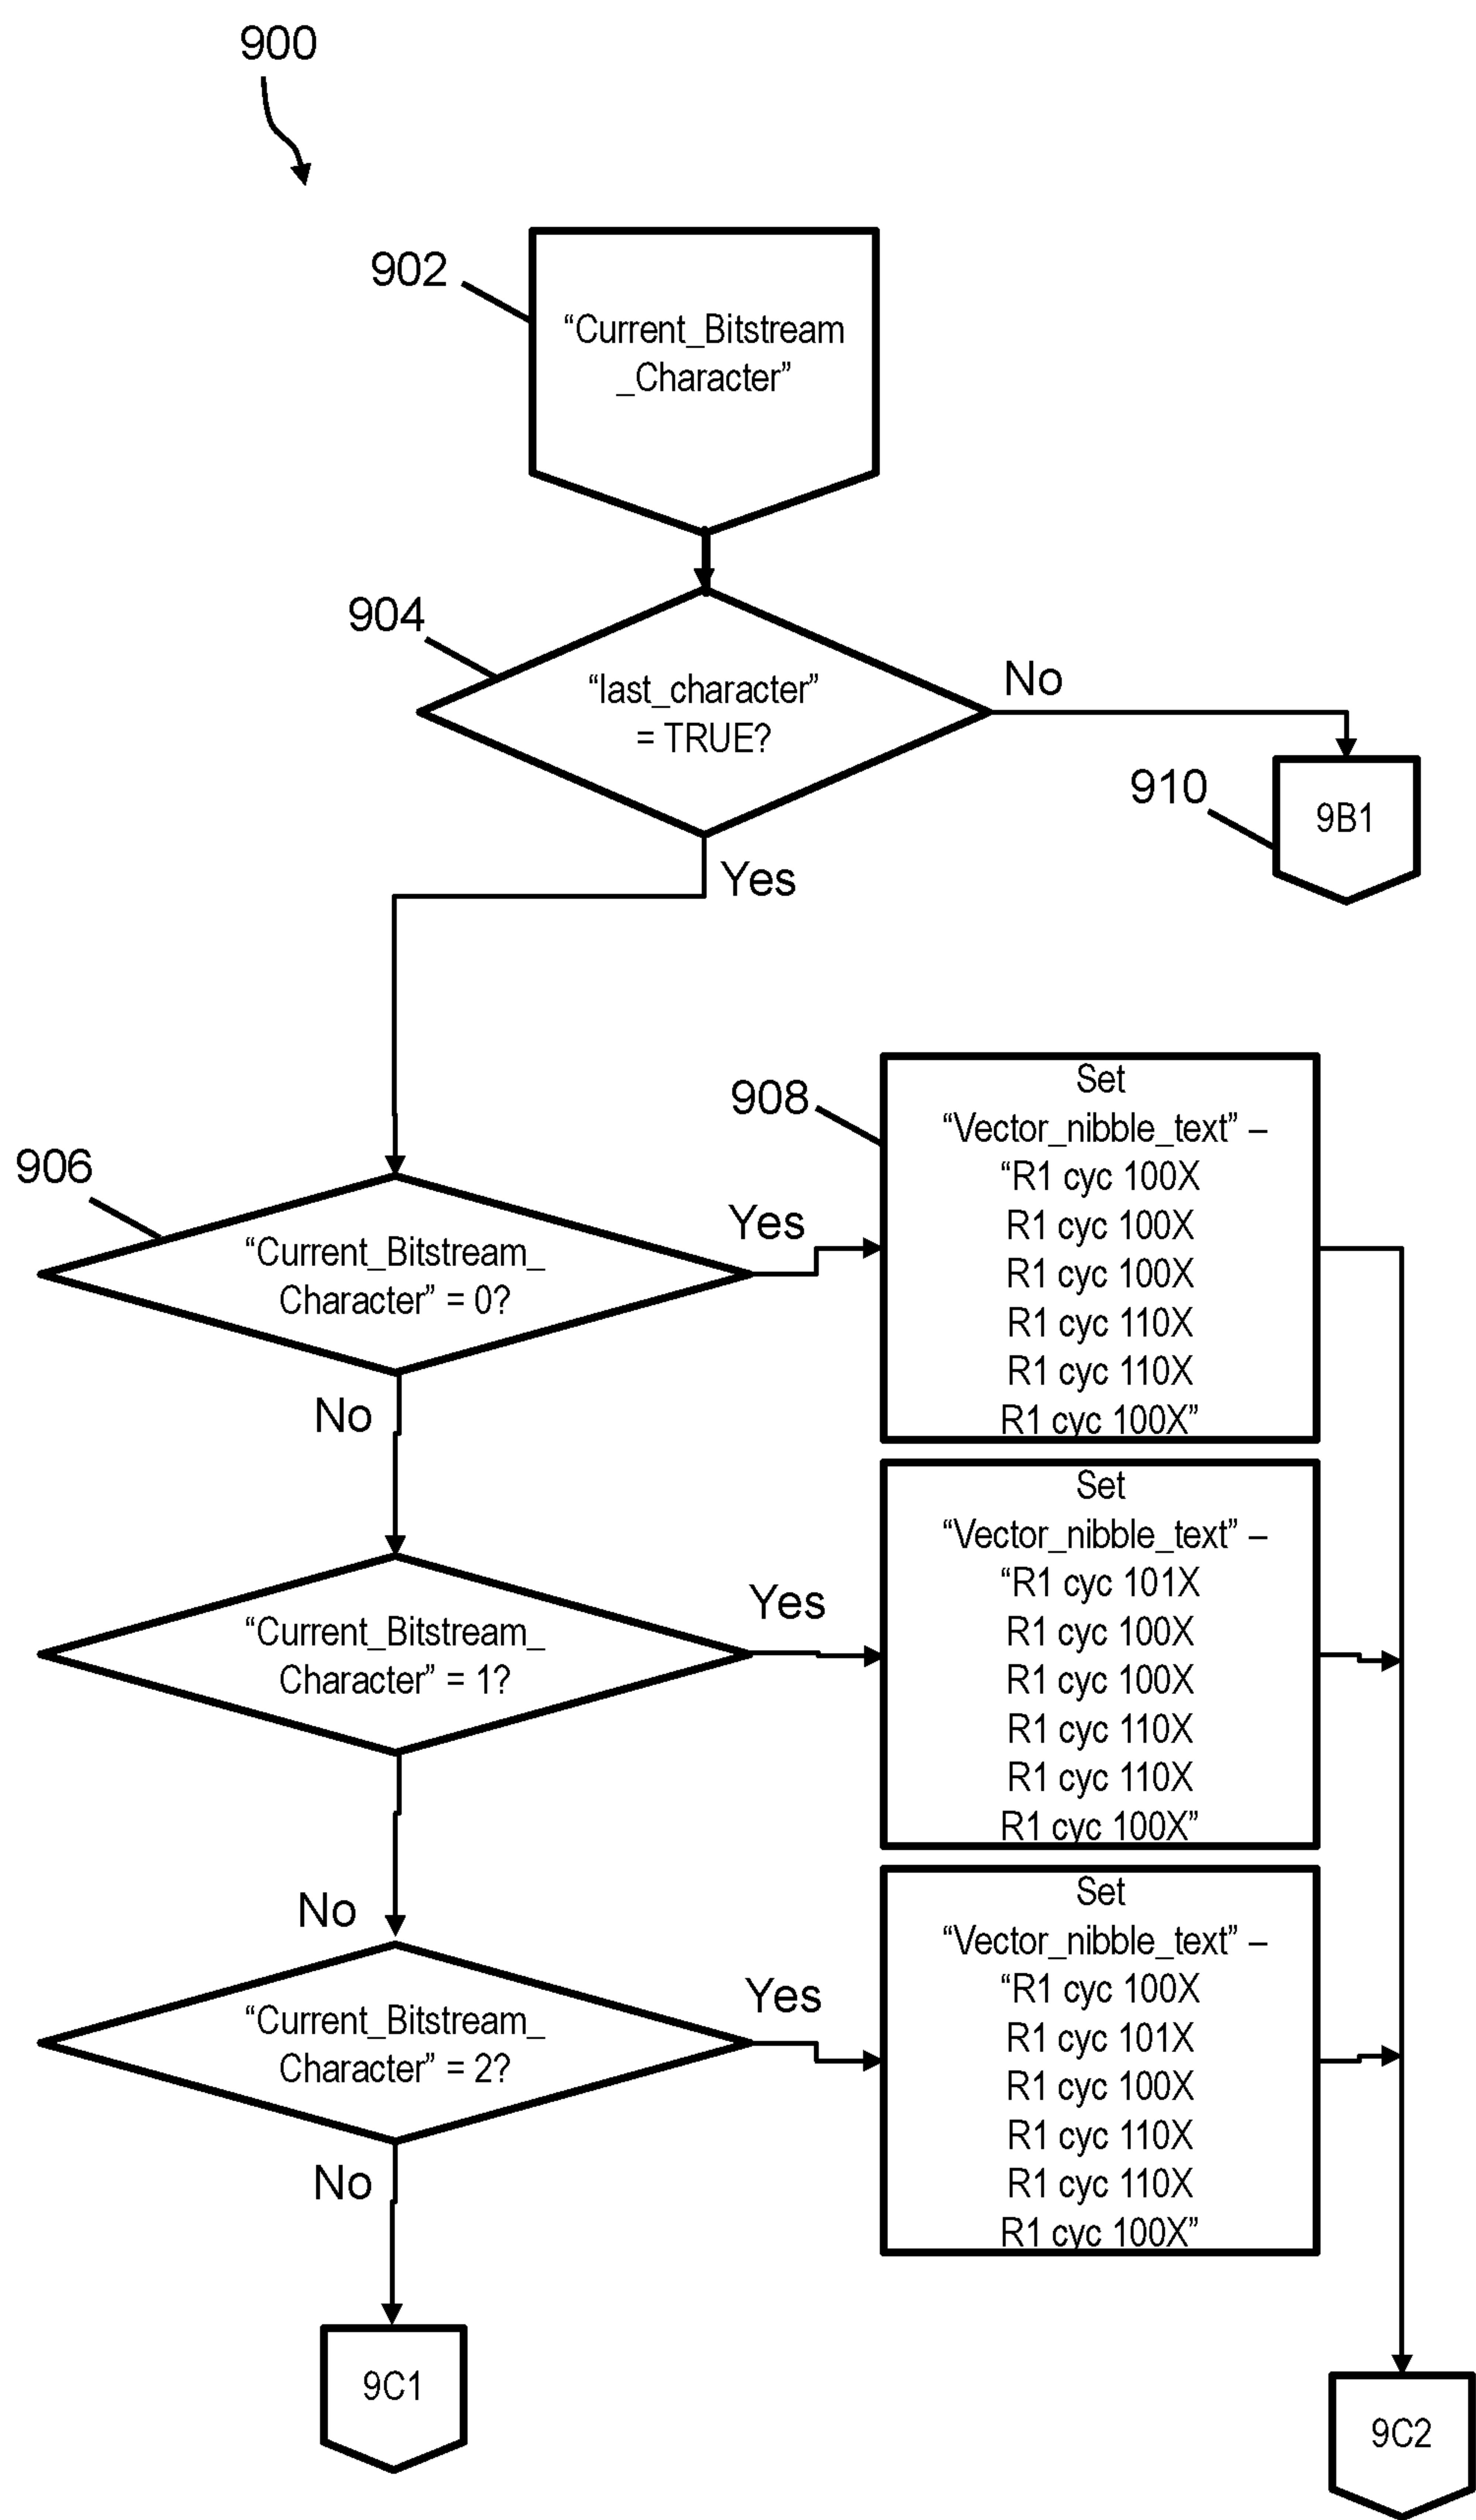 900
902
“Current_Bitstream
_Character”
904
“last_character”
= TRUE?
No
910
9B1
Yes
906
“Current_Bitstream_
Character” = 0?
Yes
908
Set
“Vector_nibble_text” –
“R1 cyc 100X
R1 cyc 100X
R1 cyc 100X
R1 cyc 110X
R1 cyc 110X
R1 cyc 100X”
No
“Current_Bitstream_
Character” = 1?
Yes
Set
“Vector_nibble_text” –
“R1 cyc 101X
R1 cyc 100X
R1 cyc 100X
R1 cyc 110X
R1 cyc 110X
R1 cyc 100X”
No
“Current_Bitstream_
Character” = 2?
Yes
Set
“Vector_nibble_text” –
“R1 cyc 100X
R1 cyc 101X
R1 cyc 100X
R1 cyc 110X
R1 cyc 110X
R1 cyc 100X”
No
9C1
9C2